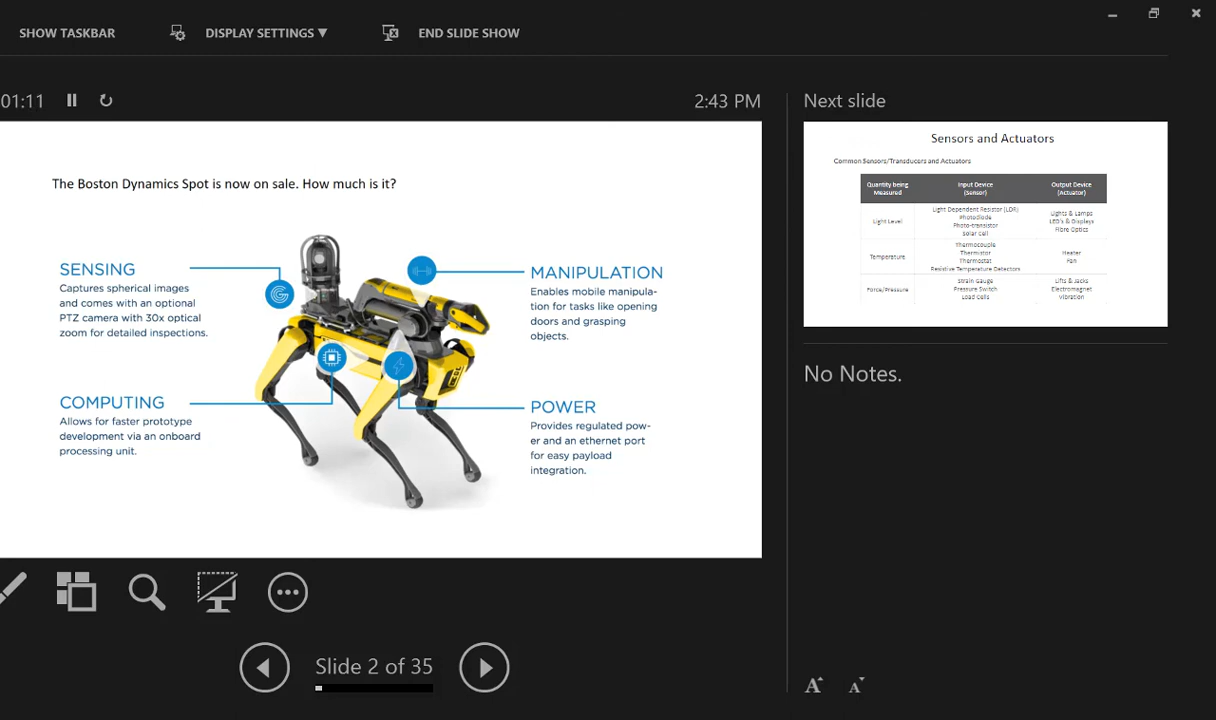 SHOW TASKBAR
DISPLAY SETTINGS ▼
END SLIDE SHOW
01:11
2:43 PM
Next slide
The Boston Dynamics Spot is now on sale. How much is it?
SENSING
Captures spherical images
and comes with an optional
PTZ camera with 30x optical
zoom for detailed inspections.
MANIPULATION
Enables mobile manipula-
tion for tasks like opening
doors and grasping
objects.
COMPUTING
Allows for faster prototype
development via an onboard
processing unit.
POWER
Provides regulated pow-
er and an ethernet port
for easy payload
integration.
Sensors and Actuators
Common Sensors/Transducers and Actuators
Quantity being
Measured
Input Device
(Sensor)
Output Device
(Actuator)
Light Level
Light Dependent Resistor (LDR)
Photodiode
Photo-transistor
Solar Cell
Lights & Lamps
LED's & Displays
Fibre Optics
Temperature
Thermocouple
Thermistor
Thermostat
Resistive Temperature Detectors
Heater
Fan
Force/Pressure
Strain Gauge
Pressure Switch
Load Cells
Lifts & Jacks
Electromagnet
Vibration
No Notes.
Slide 2 of 35
A
A